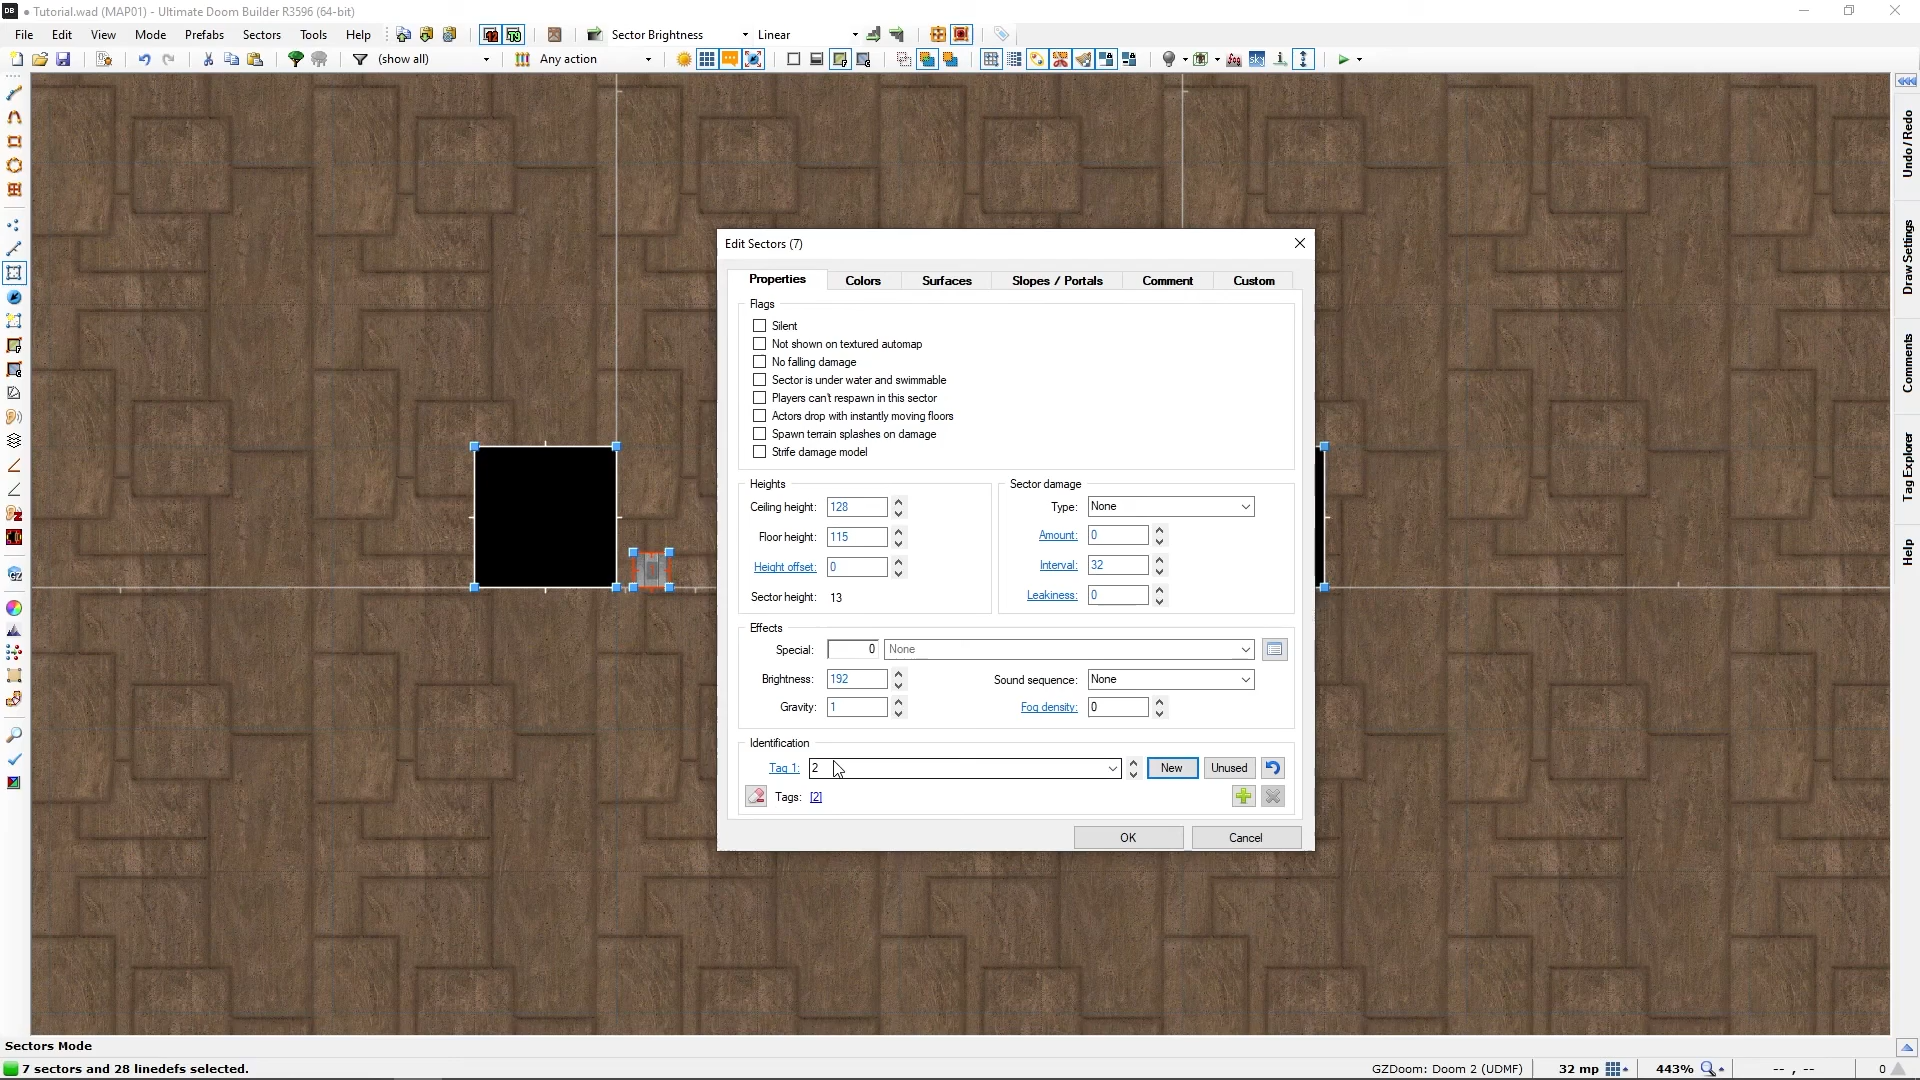 Tutorial.wad (MAP01) - Ultimate Doom Builder R3596 (64-bit)
File Edit View Mode Prefabs Sectors Tools Help Sector Brightness Linear
(show all) Any action
Undo / Redo
Draw Settings
Comments
Tag Explorer
Help
Edit Sectors (7)
Properties Colors Surfaces Slopes / Portals Comment Custom
Flags
Silent
Not shown on textured automap
No falling damage
Sector is under water and swimmable
Players can't respawn in this sector
Actors drop with instantly moving floors
Spawn terrain splashes on damage
Strife damage model
Heights
Ceiling height: 128
Floor height: 115
Height offset: 0
Sector height: 13
Sector damage
Type: None
Amount: 0
Interval: 32
Leakiness: 0
Effects
Special: 0 None
Brightness: 192 Sound sequence: None
Gravity: 1 Fog density: 0
Identification
Tag 1: 2 New Unused
Tags: [2]
OK Cancel
Sectors Mode
7 sectors and 28 linedefs selected.
GZDoom: Doom 2 (UDMF) 32 mp 443% -- , -- 0